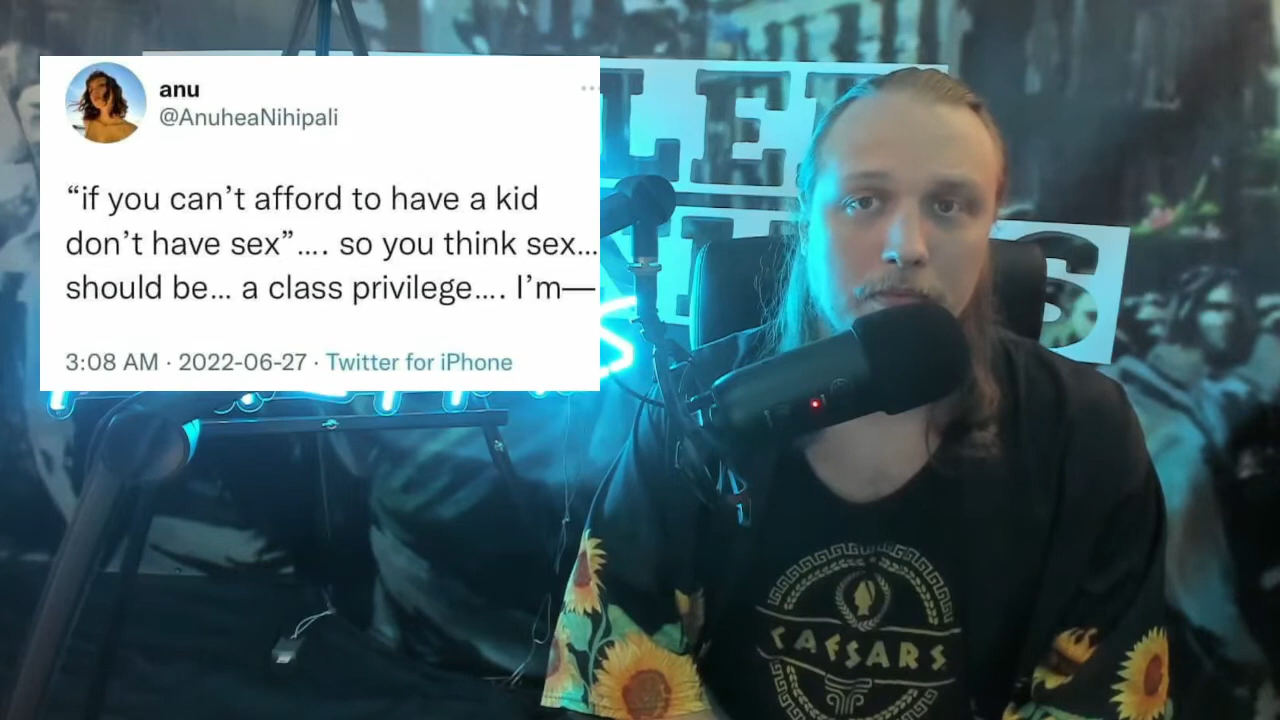 anu
@AnuheaNihipali
“if you can’t afford to have a kid
don’t have sex”.... so you think sex...
should be... a class privilege.... I’m—
3:08 AM · 2022-06-27 · Twitter for iPhone
CAESARS